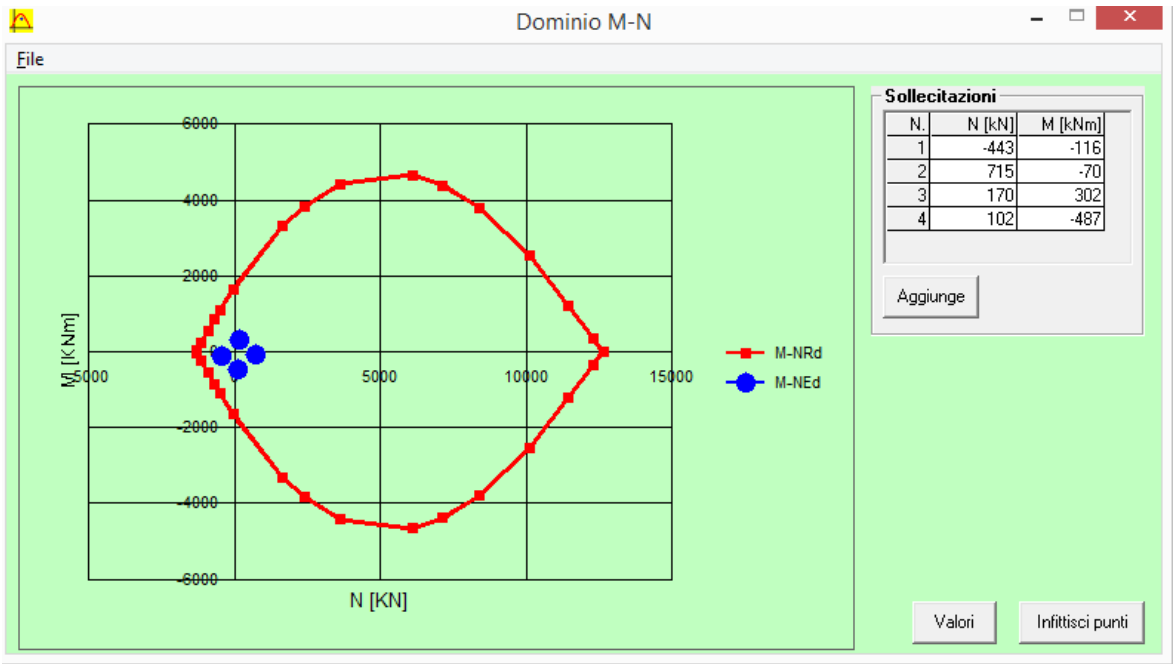 Dominio M-N
File
Sollecitazioni
N. N [kN] M [kNm]
1 -443 -116
2 715 -70
3 170 302
4 102 -487
Aggiunge
6000
4000
2000
0
-2000
-4000
-6000
-5000 5000 10000 15000
M [KNm]
N [KN]
M-NRd
M-NEd
Valori
Infittisci punti